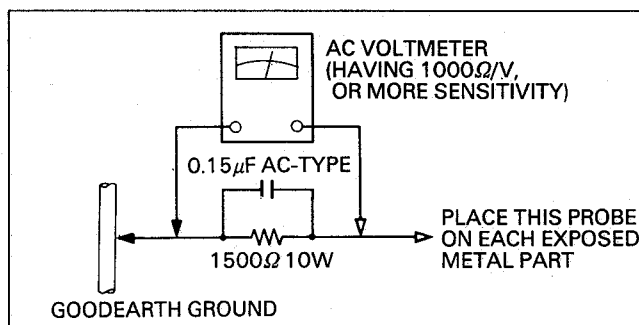 AC VOLTMETER
(HAVING 1000Ω/V,
OR MORE SENSITIVITY)
0.15μF AC-TYPE
1500Ω 10W
PLACE THIS PROBE
ON EACH EXPOSED
METAL PART
GOODEARTH GROUND